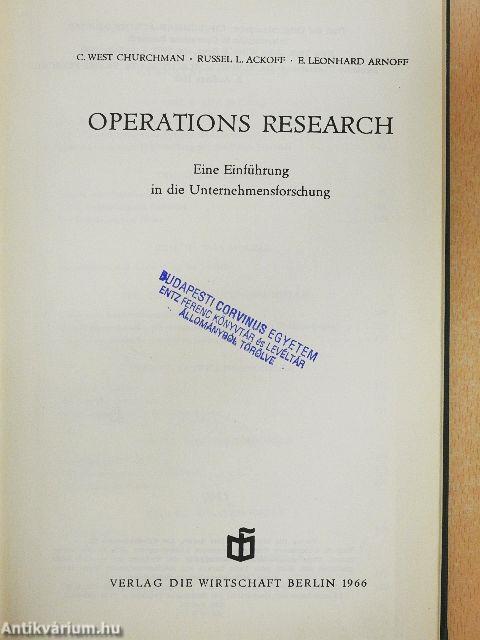 C. WEST CHURCHMAN · RUSSEL L. ACKOFF · E. LEONHARD ARNOFF
OPERATIONS RESEARCH
Eine Einführung
in die Unternehmensforschung
BUDAPESTI CORVINUS EGYETEM
ENTZ FERENC KÖNYVTÁR és LEVÉLTÁR
ÁLLOMÁNYBÓL TÖRÖLVE
VERLAG DIE WIRTSCHAFT BERLIN 1966
Antikvárium.hu